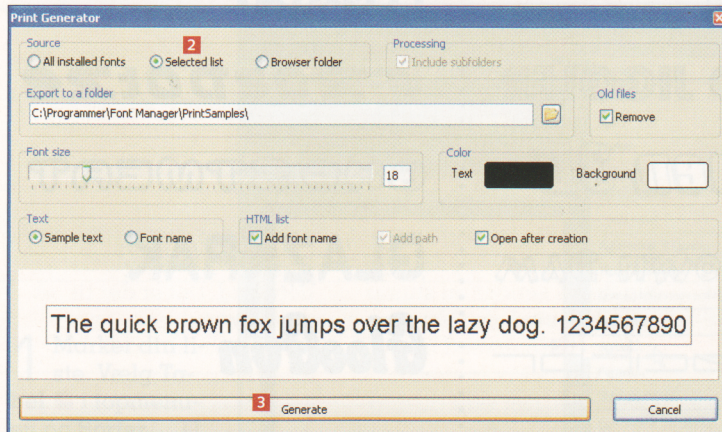 Print Generator
Source
2
Processing
All installed fonts Selected list Browser folder
Include subfolders
Export to a folder
Old files
C:\Programmer\Font Manager\PrintSamples\
Remove
Font size
Color
18
Text Background
Text
HTML list
Sample text Font name
Add font name Add path Open after creation
The quick brown fox jumps over the lazy dog. 1234567890
3
Generate Cancel